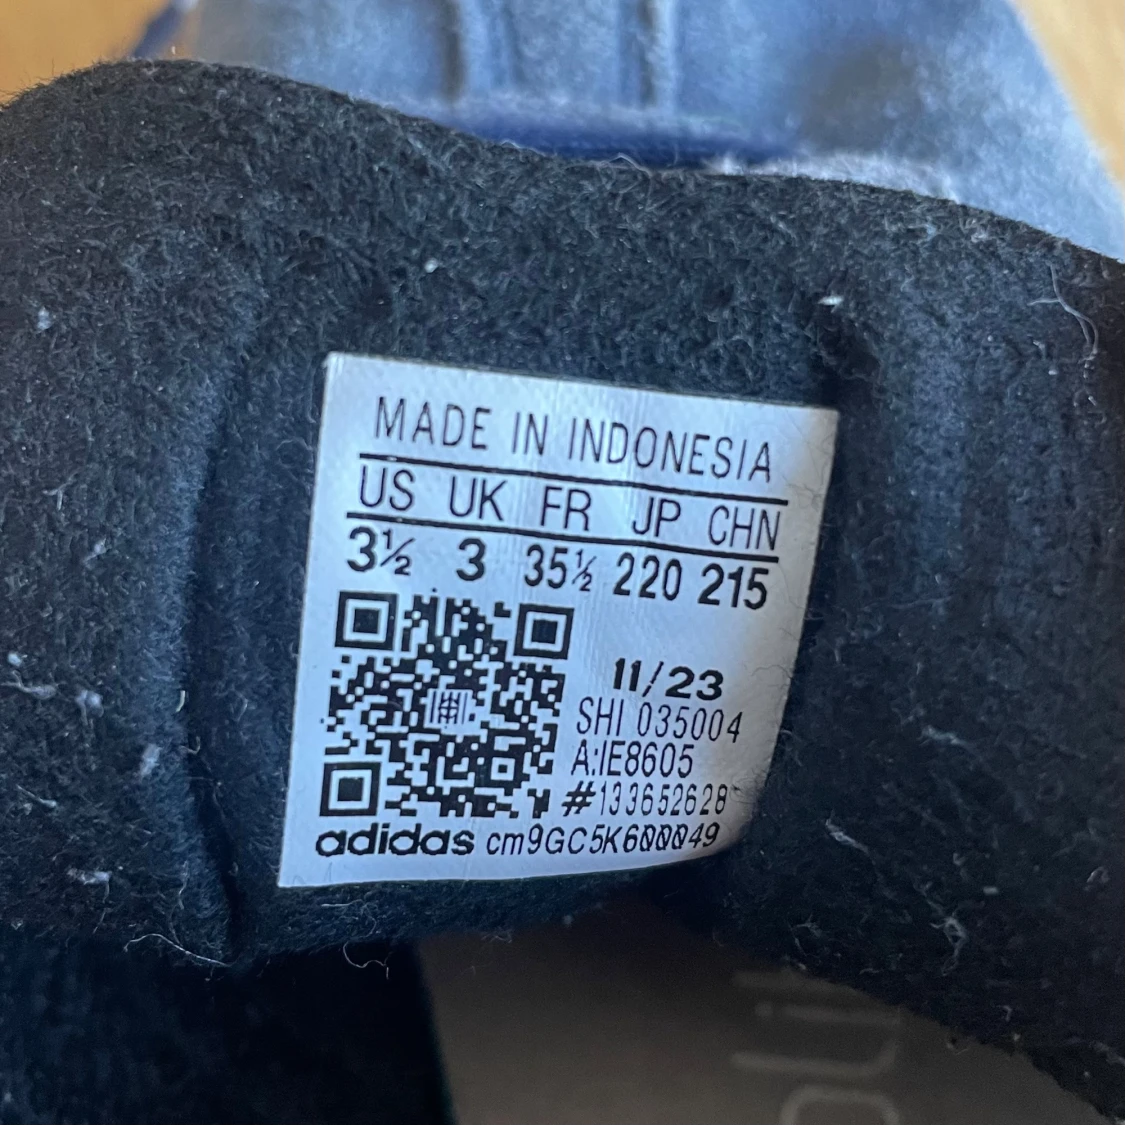 MADE IN INDONESIA
US UK FR JP CHN
3½ 3 35½ 220 215
11/23
SHI 035004
A:IE8605
#133652628
adidas cm9GC5K600049